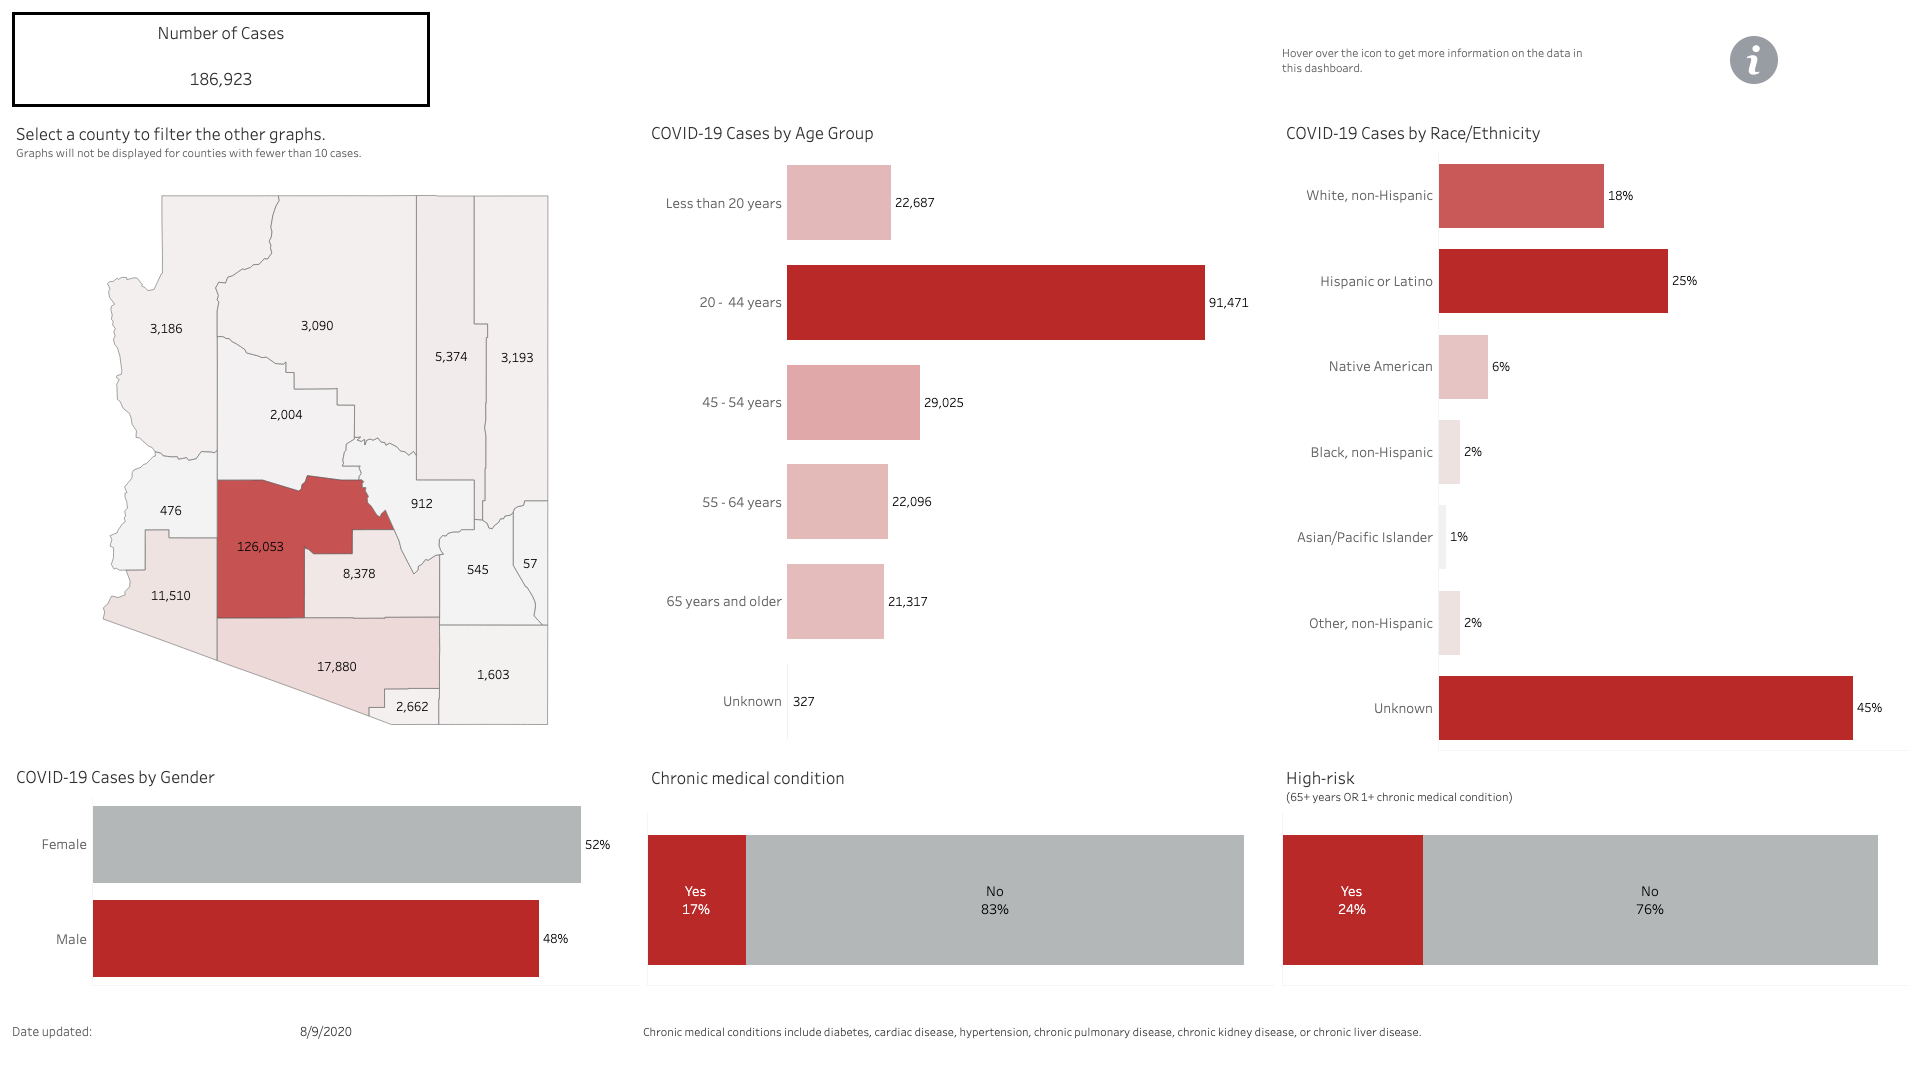 Number of Cases
186,923
Hover over the icon to get more information on the data in
this dashboard.
i
Select a county to filter the other graphs.
Graphs will not be displayed for counties with fewer than 10 cases.
3,186
3,090
5,374
3,193
2,004
476
912
126,053
8,378
545
57
11,510
17,880
1,603
2,662
COVID-19 Cases by Age Group
Less than 20 years 22,687
20 - 44 years 91,471
45 - 54 years 29,025
55 - 64 years 22,096
65 years and older 21,317
Unknown 327
COVID-19 Cases by Race/Ethnicity
White, non-Hispanic 18%
Hispanic or Latino 25%
Native American 6%
Black, non-Hispanic 2%
Asian/Pacific Islander 1%
Other, non-Hispanic 2%
Unknown 45%
COVID-19 Cases by Gender
Female 52%
Male 48%
Chronic medical condition
Yes
17%
No
83%
High-risk
(65+ years OR 1+ chronic medical condition)
Yes
24%
No
76%
Date updated: 8/9/2020
Chronic medical conditions include diabetes, cardiac disease, hypertension, chronic pulmonary disease, chronic kidney disease, or chronic liver disease.